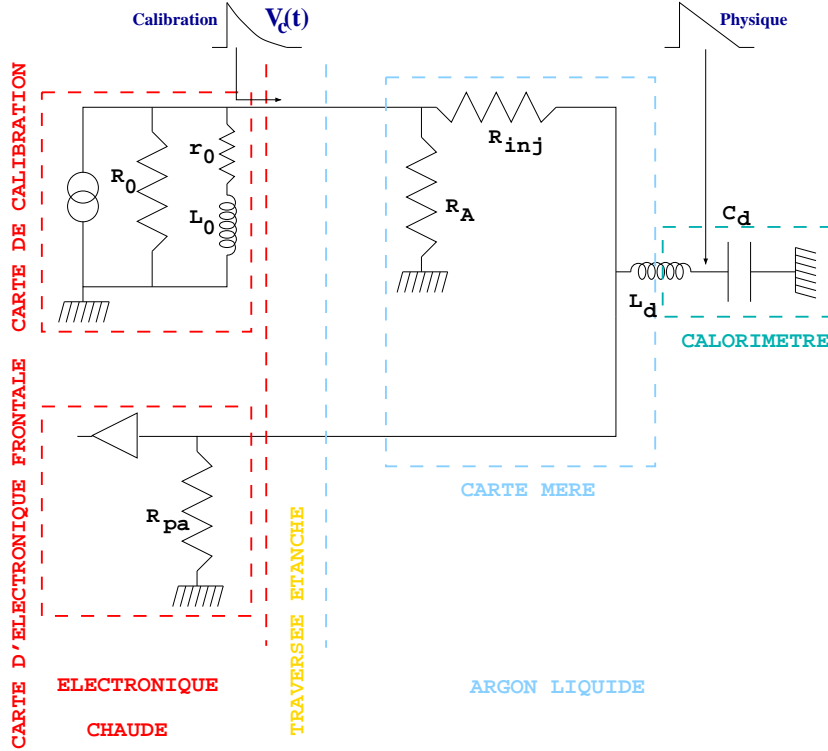 Calibration
Vc(t)
Physique
CARTE DE CALIBRATION
R0
r0
L0
Rinj
RA
Cd
Ld
CALORIMETRE
CARTE D'ELECTRONIQUE FRONTALE
Rpa
TRAVERSEE ETANCHE
CARTE MERE
ELECTRONIQUE
CHAUDE
ARGON LIQUIDE